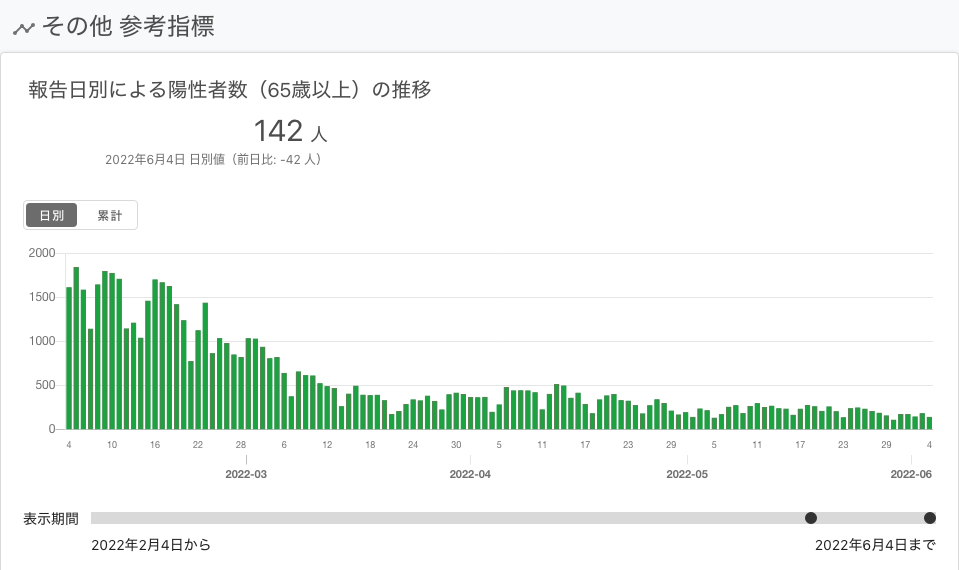 その他 参考指標
報告日別による陽性者数（65歳以上）の推移
142 人
2022年6月4日 日別値（前日比: -42 人）
日別 累計
2000
1500
1000
500
0
4 10 16 22 28 6 12 18 24 30 5 11 17 23 29 5 11 17 23 29 4
2022-03 2022-04 2022-05 2022-06
表示期間
2022年2月4日から 2022年6月4日まで